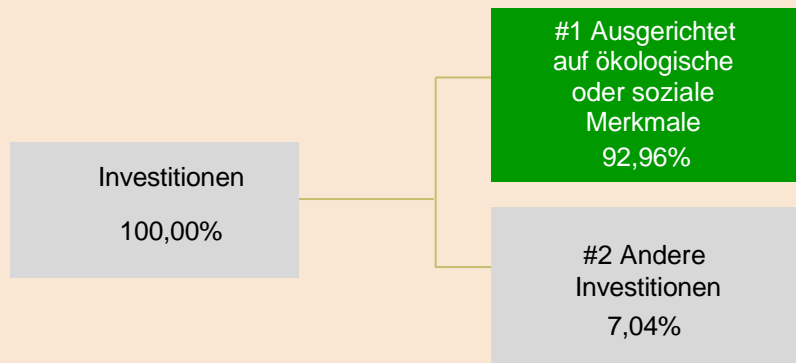 Investitionen
100,00%
#1 Ausgerichtet
auf ökologische
oder soziale
Merkmale
92,96%
#2 Andere
Investitionen
7,04%